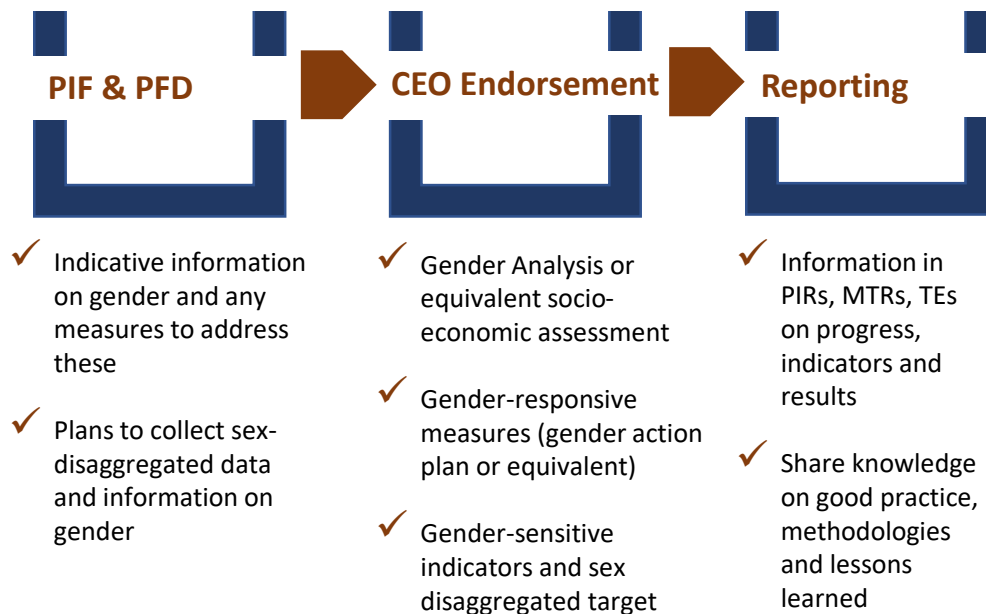 PIF & PFD
CEO Endorsement
Reporting
Indicative information
on gender and any
measures to address
these
Plans to collect sex-
disaggregated data
and information on
gender
Gender Analysis or
equivalent socio-
economic assessment
Gender-responsive
measures (gender action
plan or equivalent)
Gender-sensitive
indicators and sex
disaggregated target
Information in
PIRs, MTRs, TEs
on progress,
indicators and
results
Share knowledge
on good practice,
methodologies
and lessons
learned